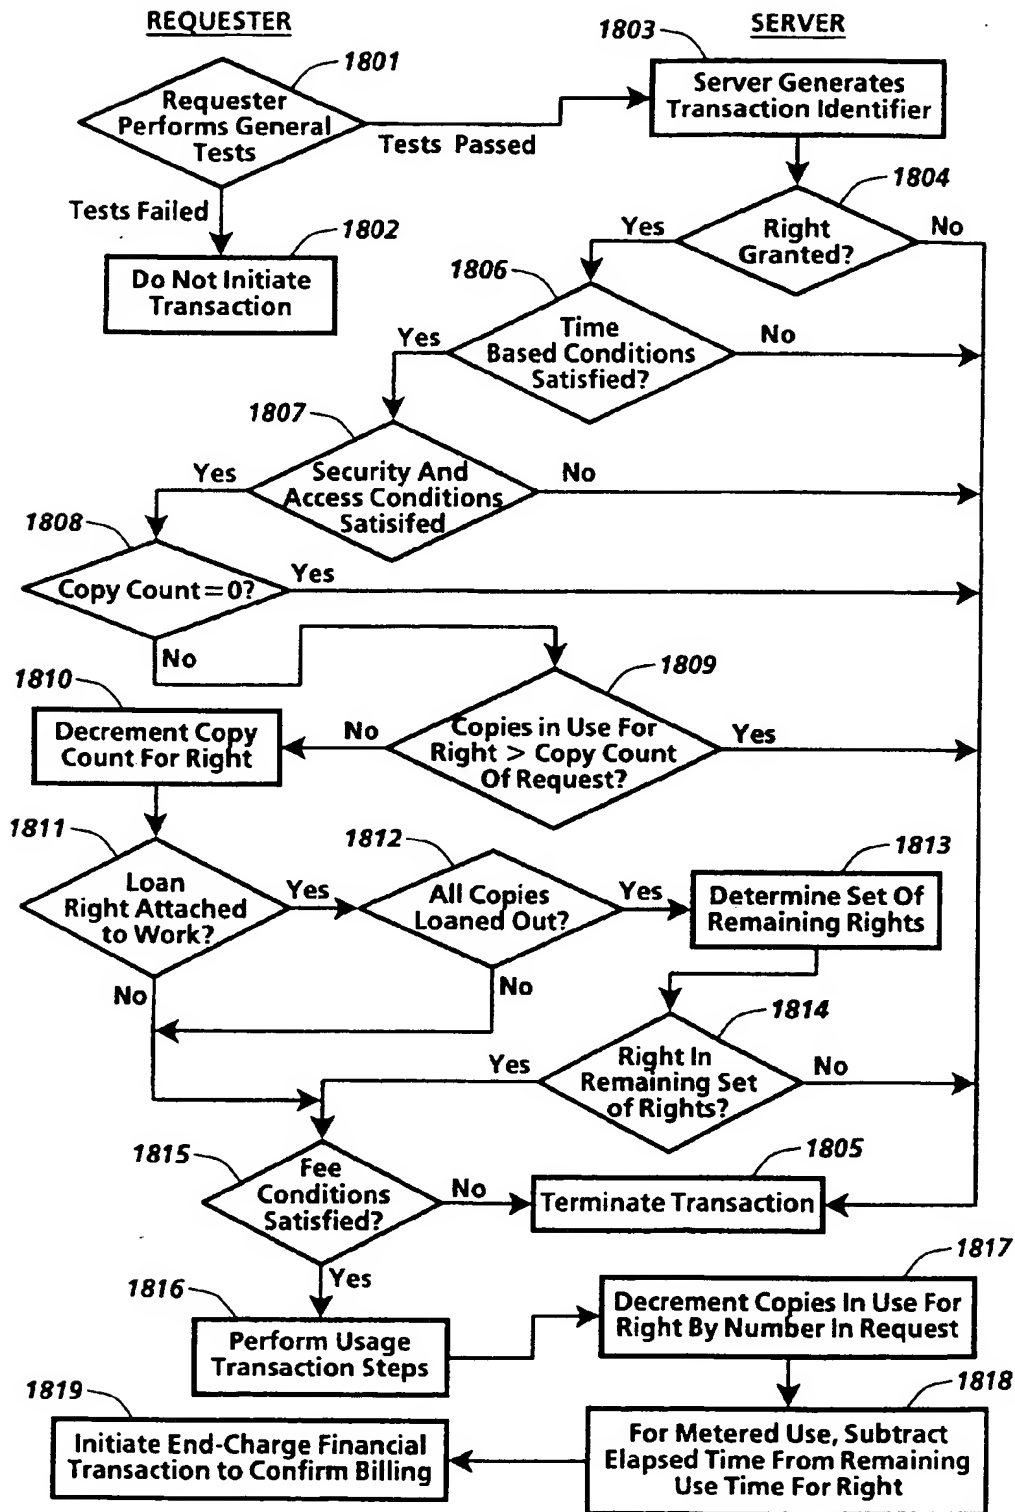 REQUESTER
SERVER
1801
Requester
Performs General
Tests
Tests Passed
Tests Failed
1802
Do Not Initiate
Transaction
1803
Server Generates
Transaction Identifier
1804
Right
Granted?
Yes
No
1806
Time
Based Conditions
Satisfied?
Yes
No
1807
Security And
Access Conditions
Satisifed
Yes
No
1808
Copy Count=0?
Yes
No
1809
Copies in Use For
Right > Copy Count
Of Request?
No
Yes
1810
Decrement Copy
Count For Right
1811
Loan
Right Attached
to Work?
Yes
No
1812
All Copies
Loaned Out?
Yes
No
1813
Determine Set Of
Remaining Rights
1814
Right In
Remaining Set
of Rights?
Yes
No
1815
Fee
Conditions
Satisfied?
No
Yes
1805
Terminate Transaction
1816
Perform Usage
Transaction Steps
1817
Decrement Copies In Use For
Right By Number In Request
1818
For Metered Use, Subtract
Elapsed Time From Remaining
Use Time For Right
1819
Initiate End-Charge Financial
Transaction to Confirm Billing